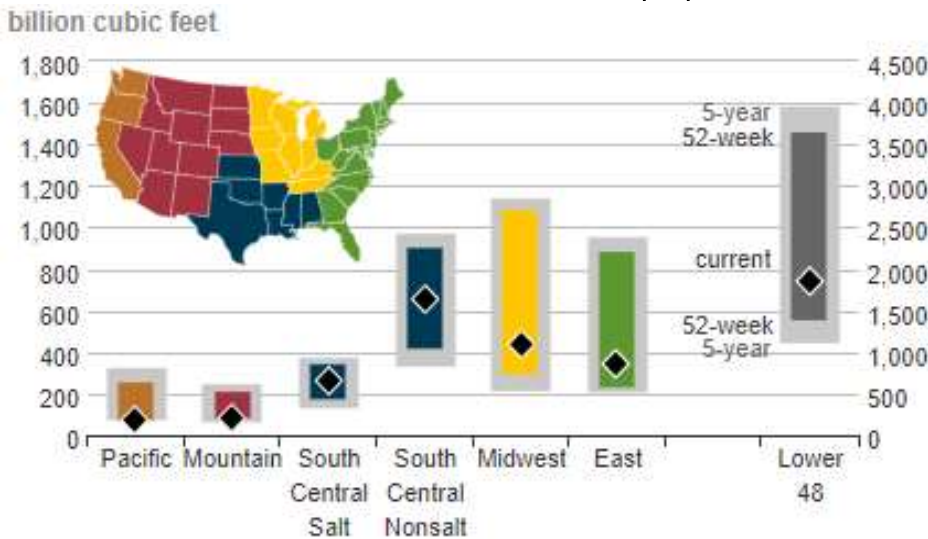 billion cubic feet
1,800
1,600
1,400
1,200
1,000
800
600
400
200
0
4,500
4,000
3,500
3,000
2,500
2,000
1,500
1,000
500
0
5-year
52-week
current
52-week
5-year
Pacific
Mountain
South
Central
Salt
South
Central
Nonsalt
Midwest
East
Lower
48